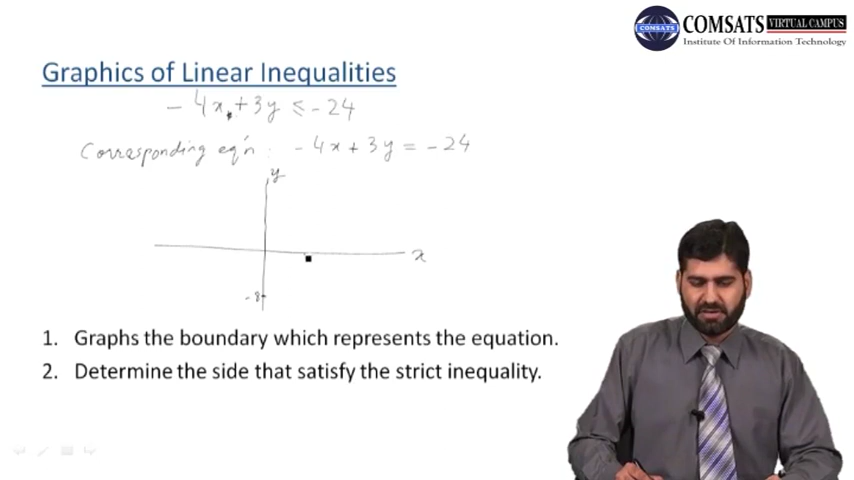 COMSATS VIRTUAL CAMPUS
COMSATS
Institute Of Information Technology
Graphics of Linear Inequalities
- 4x + 3y ≤ - 24
Corresponding eq'n : - 4x + 3y = - 24
y
x
- 8
1. Graphs the boundary which represents the equation.
2. Determine the side that satisfy the strict inequality.